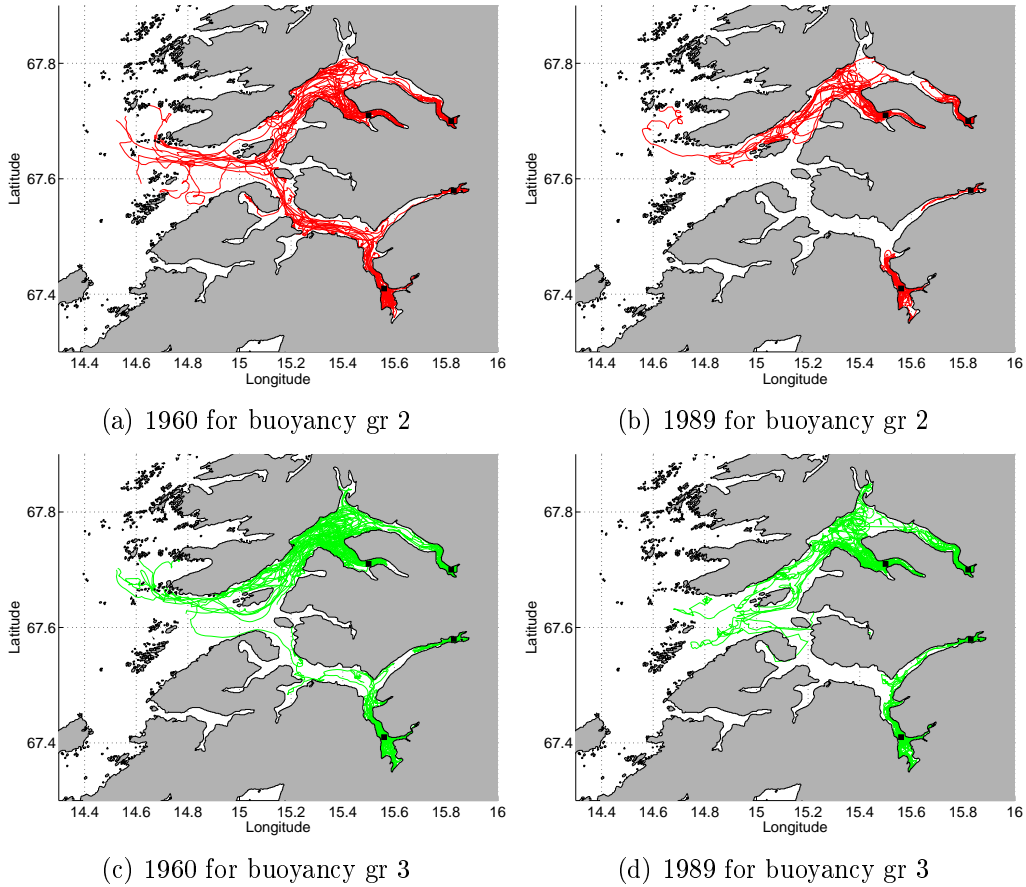 67.8
67.6
67.4
Latitude
14.4 14.6 14.8 15 15.2 15.4 15.6 15.8 16
Longitude
(a) 1960 for buoyancy gr 2
67.8
67.6
67.4
Latitude
14.4 14.6 14.8 15 15.2 15.4 15.6 15.8 16
Longitude
(b) 1989 for buoyancy gr 2
67.8
67.6
67.4
Latitude
14.4 14.6 14.8 15 15.2 15.4 15.6 15.8 16
Longitude
(c) 1960 for buoyancy gr 3
67.8
67.6
67.4
Latitude
14.4 14.6 14.8 15 15.2 15.4 15.6 15.8 16
Longitude
(d) 1989 for buoyancy gr 3